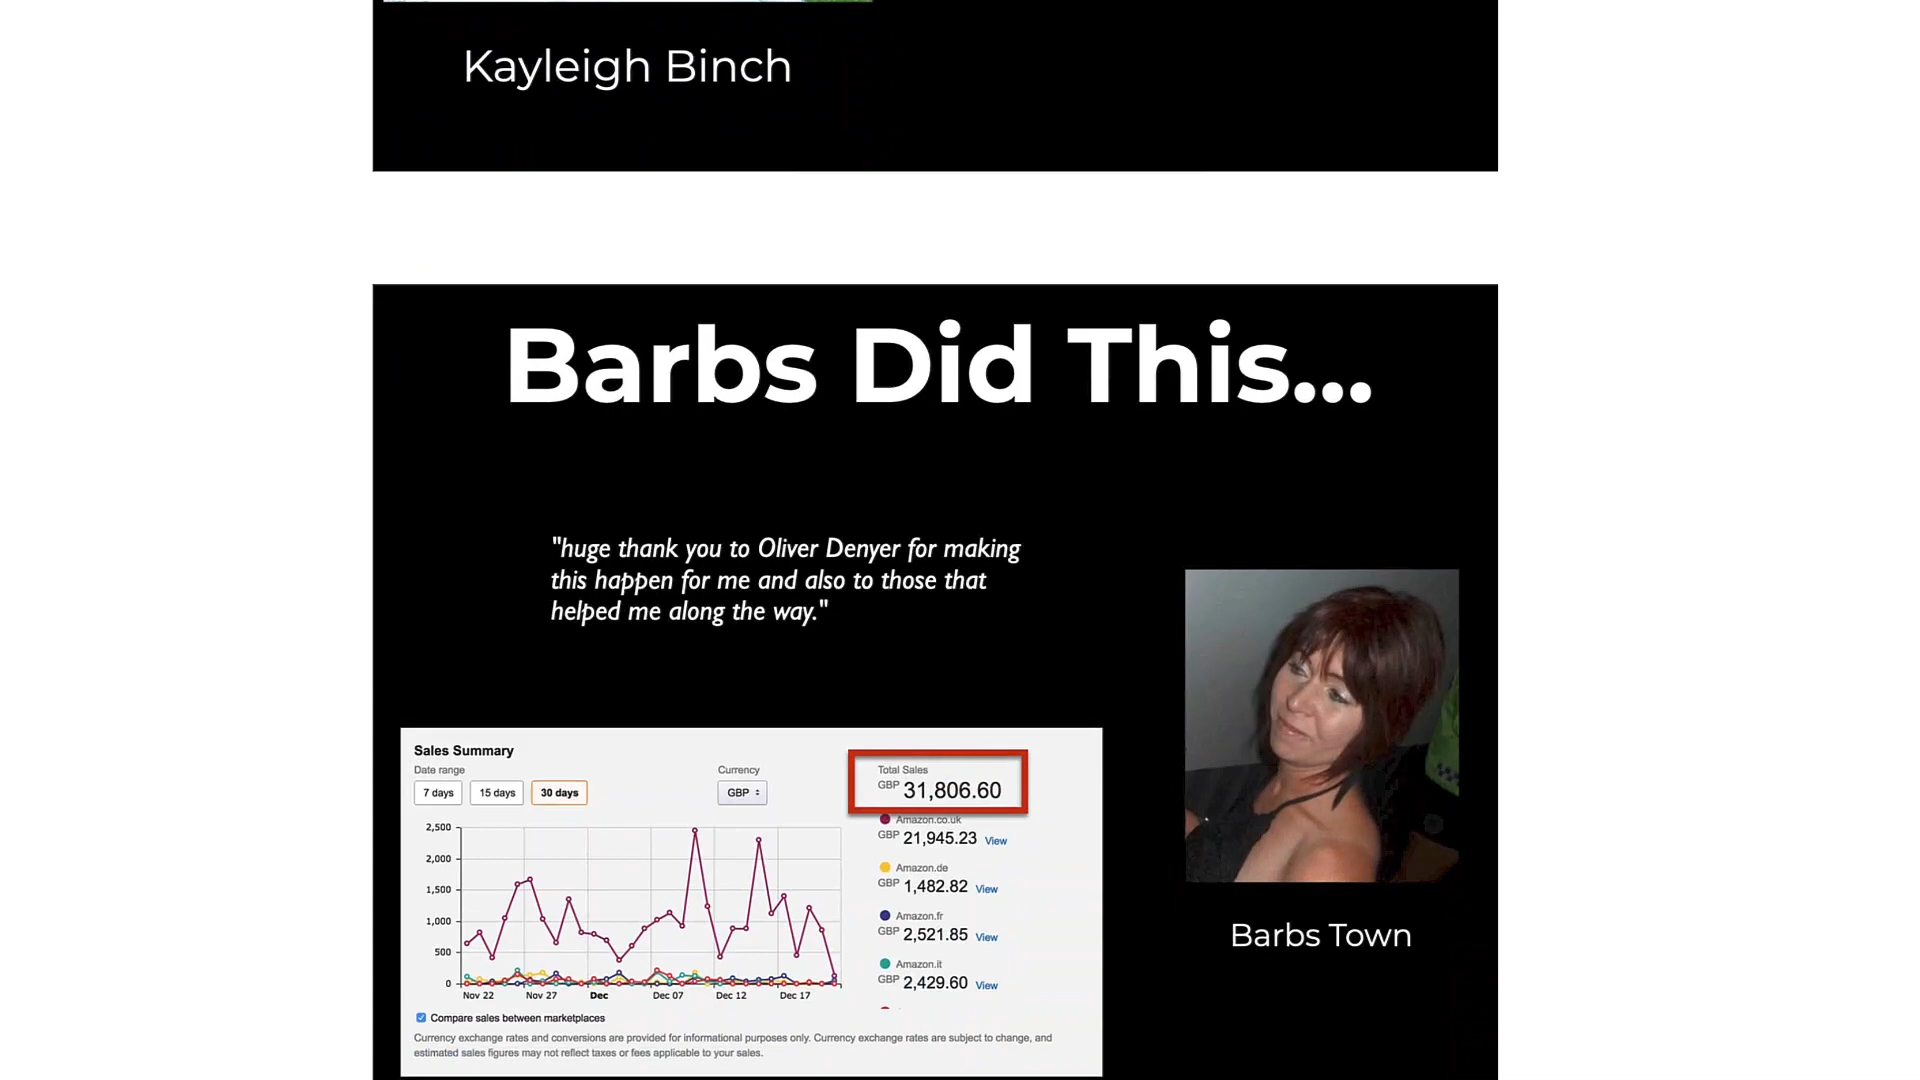 Kayleigh Binch
Barbs Did This...
"huge thank you to Oliver Denyer for making
this happen for me and also to those that
helped me along the way."
Sales Summary
Date range
7 days 15 days 30 days
Currency
GBP
Total Sales
GBP 31,806.60
Amazon.co.uk
GBP 21,945.23 View
Amazon.de
GBP 1,482.82 View
Amazon.fr
GBP 2,521.85 View
Amazon.it
GBP 2,429.60 View
2,500
2,000
1,500
1,000
500
0
Nov 22 Nov 27 Dec Dec 07 Dec 12 Dec 17
Compare sales between marketplaces
Currency exchange rates and conversions are provided for informational purposes only. Currency exchange rates are subject to change, and
estimated sales figures may not reflect taxes or fees applicable to your sales.
Barbs Town